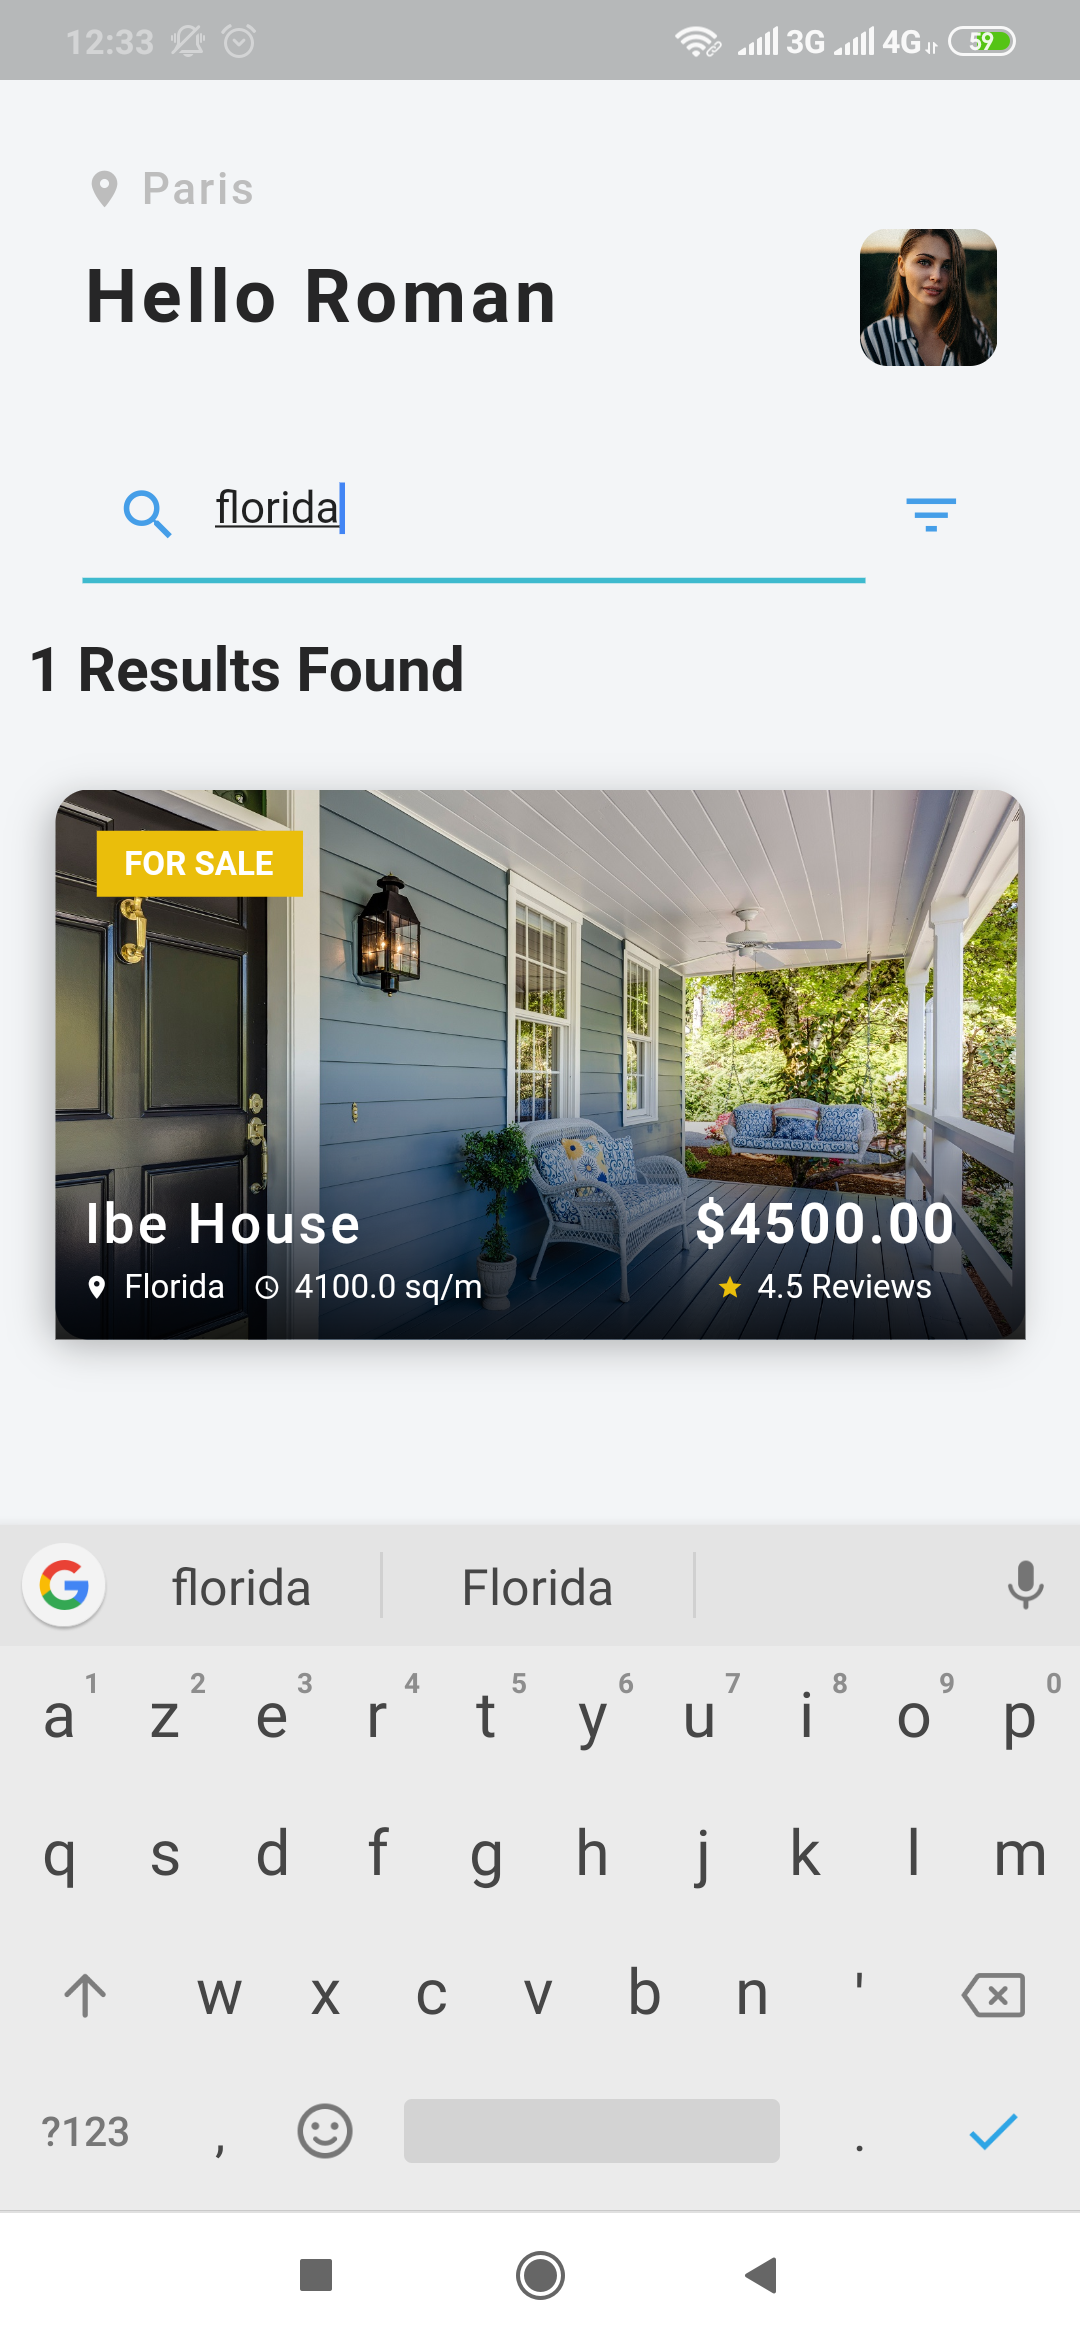 12:33 3G 4G 59
Paris
Hello Roman
florida
1 Results Found
FOR SALE
Ibe House $4500.00
Florida 4100.0 sq/m 4.5 Reviews
florida Florida
1 2 3 4 5 6 7 8 9 0
a z e r t y u i o p
q s d f g h j k l m
w x c v b n '
?123 , .